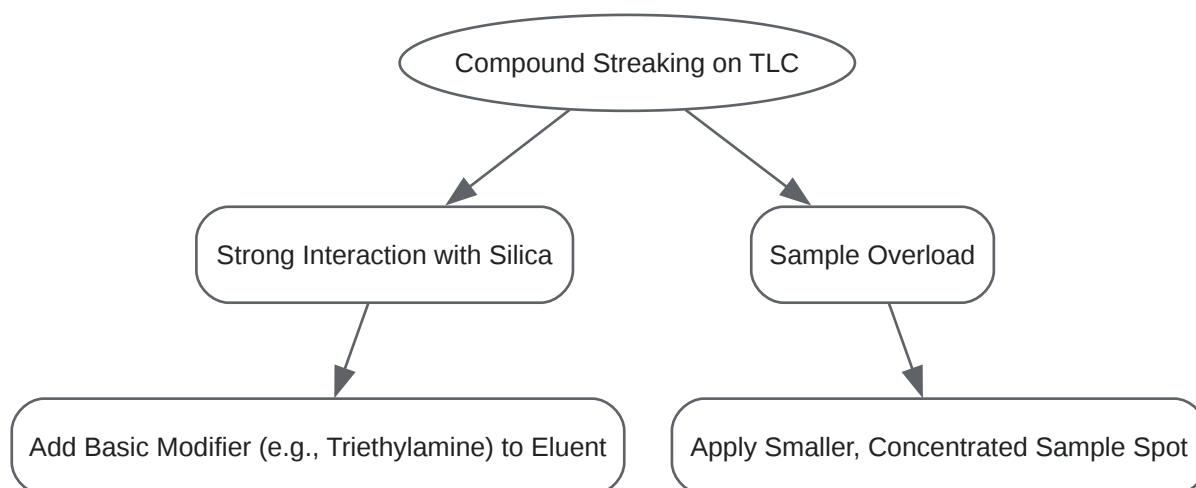 Compound Streaking on TLC
Strong Interaction with Silica
Sample Overload
Add Basic Modifier (e.g., Triethylamine) to Eluent
Apply Smaller, Concentrated Sample Spot